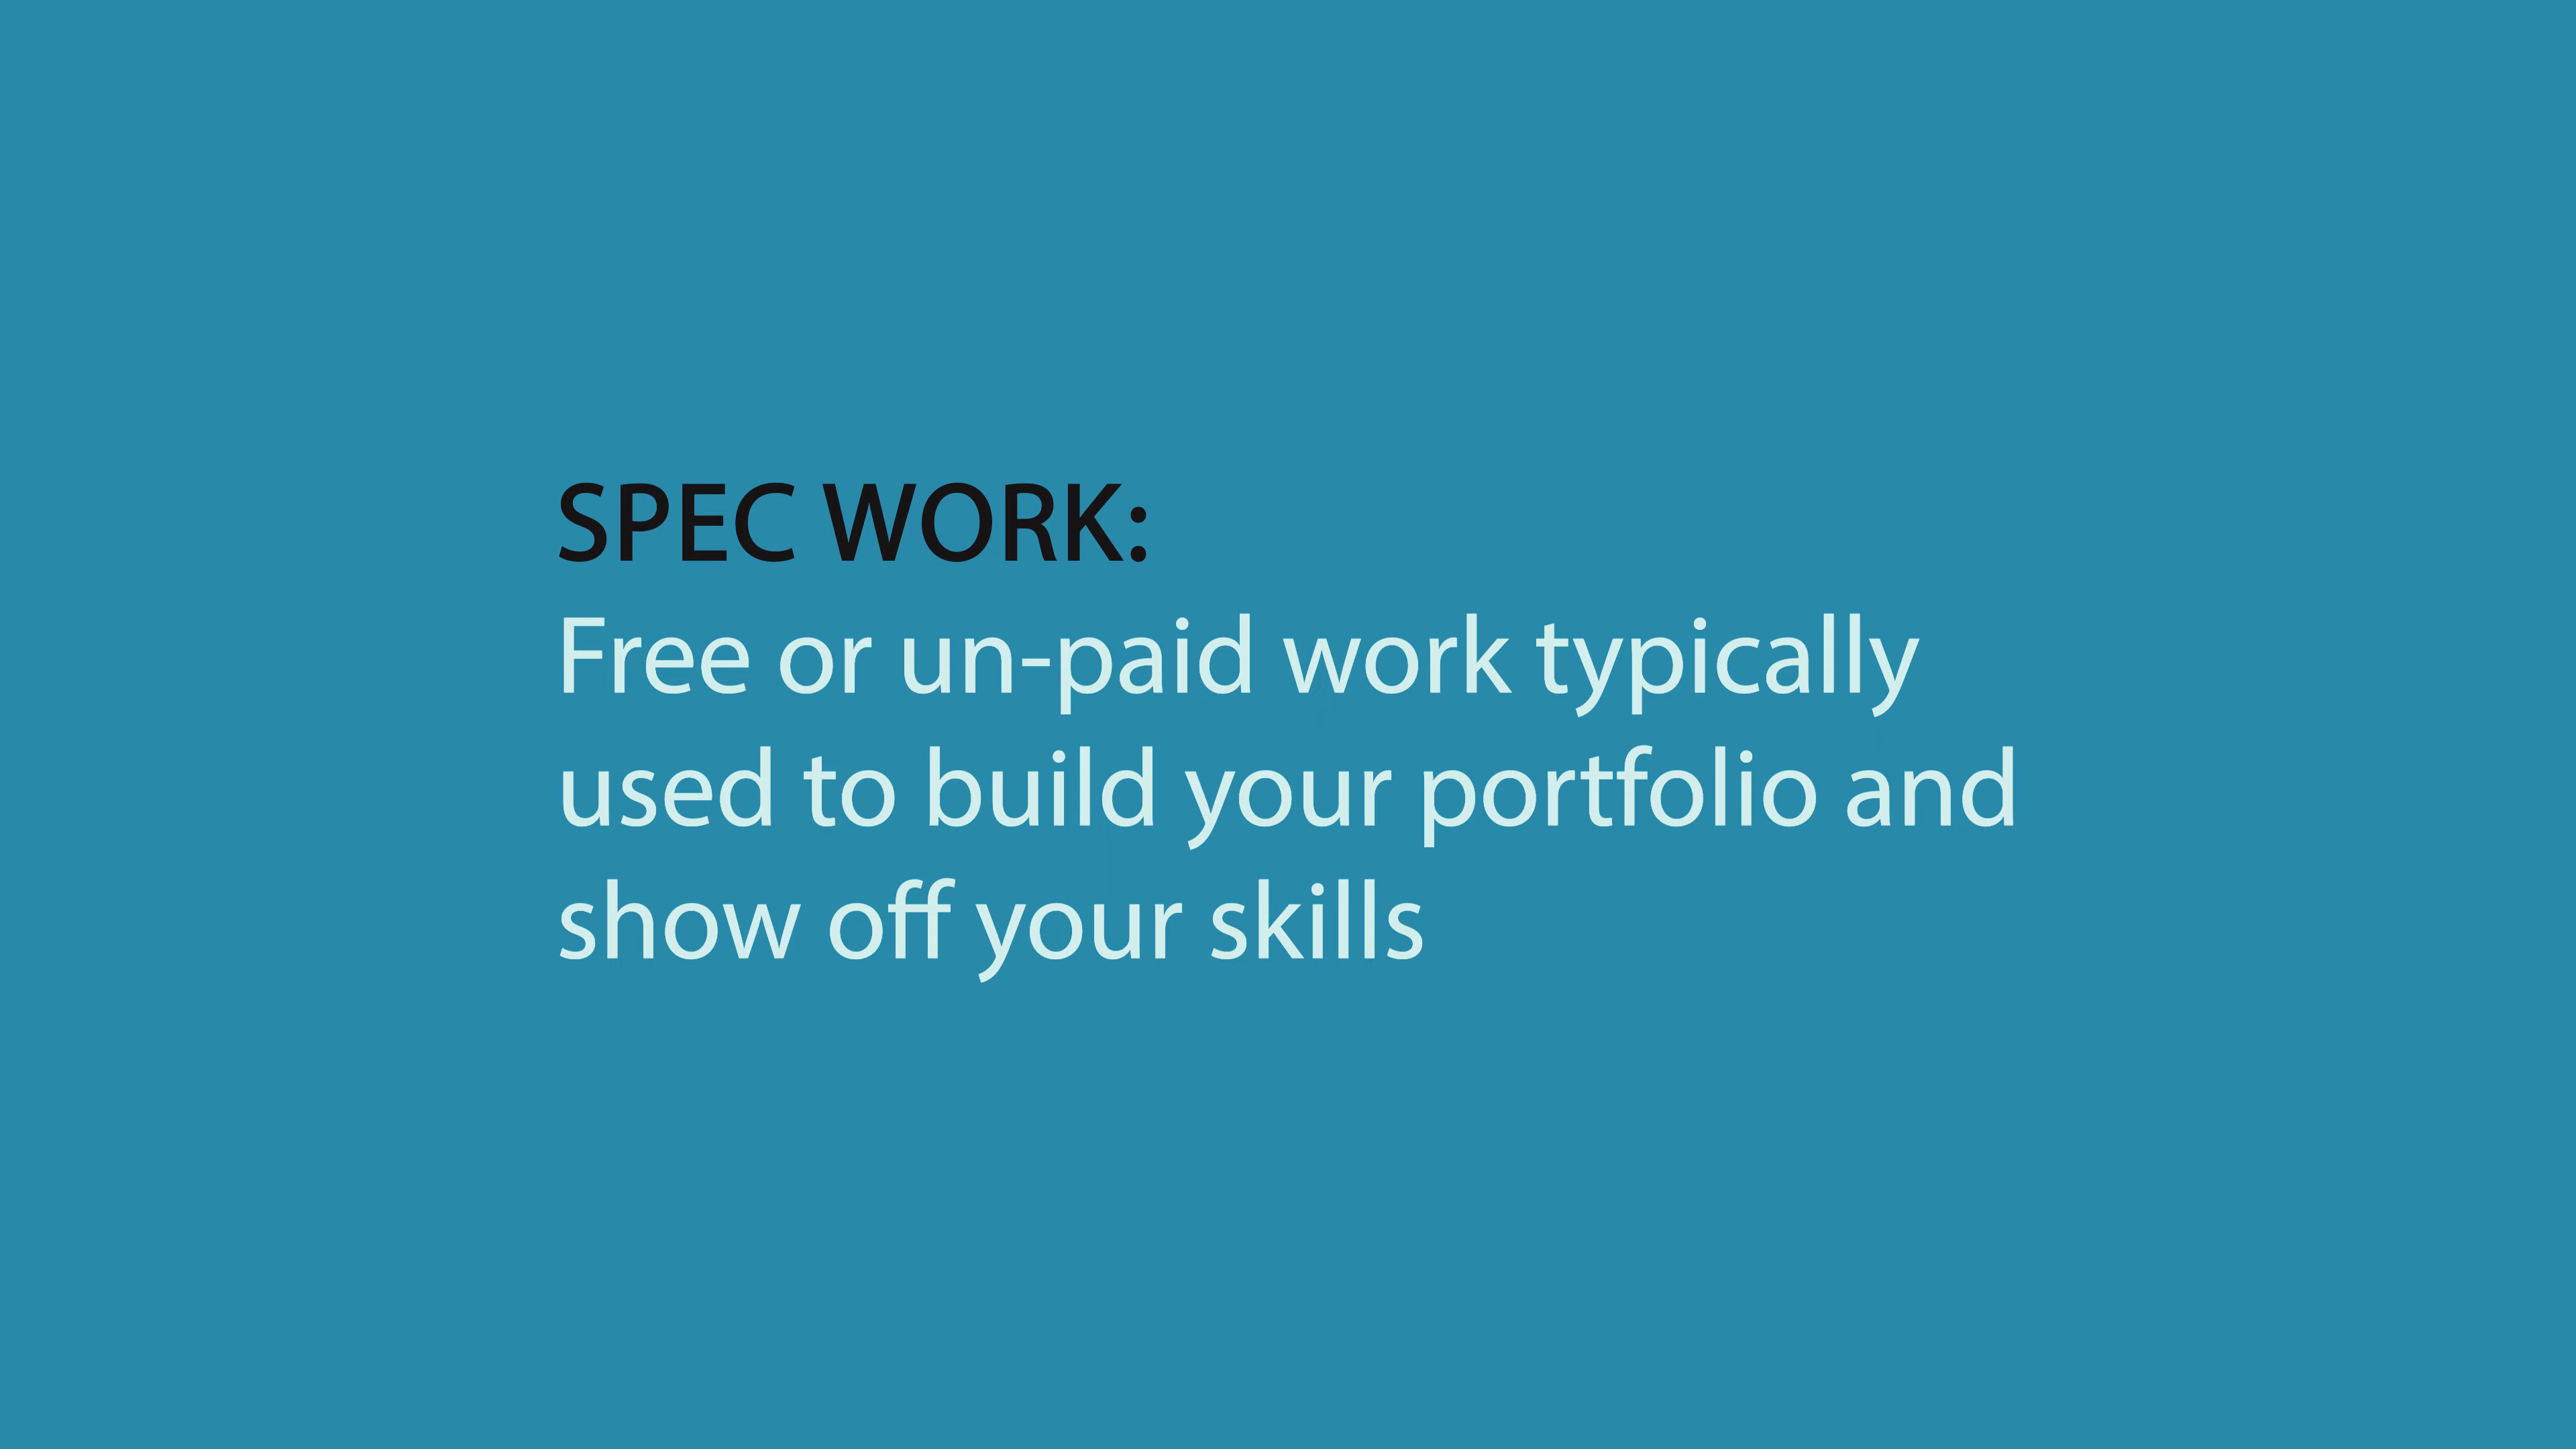 SPEC WORK:
Free or un-paid work typically
used to build your portfolio and
show off your skills